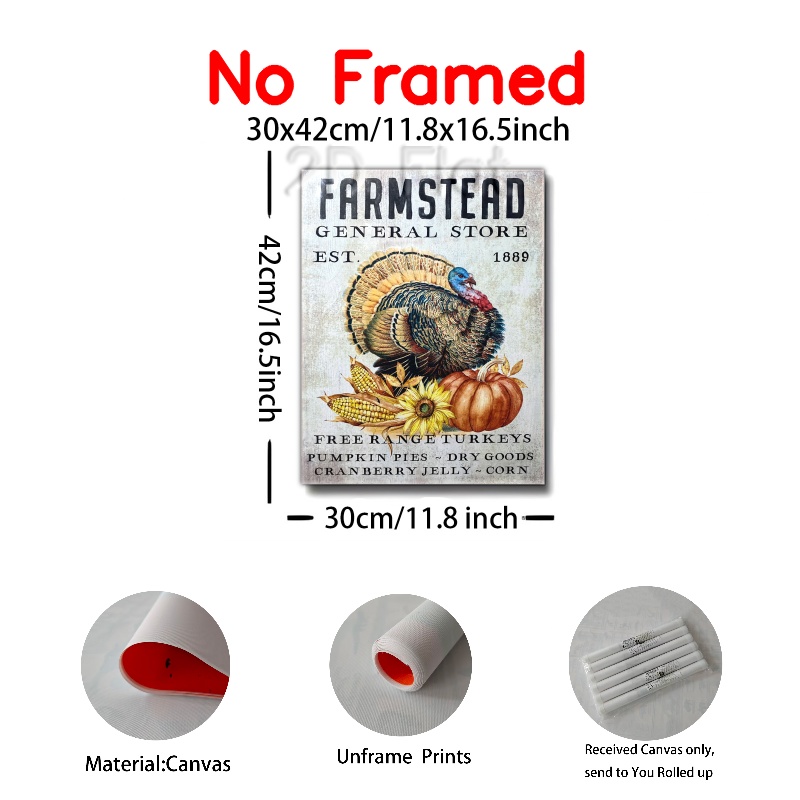 No Framed
30x42cm/11.8x16.5inch
2D Flat
FARMSTEAD
GENERAL STORE
EST. 1889
42cm/16.5inch
FREE RANGE TURKEYS
PUMPKIN PIES ~ DRY GOODS
CRANBERRY JELLY ~ CORN
30cm/11.8 inch
Material:Canvas
Unframe Prints
Received Canvas only,
send to You Rolled up